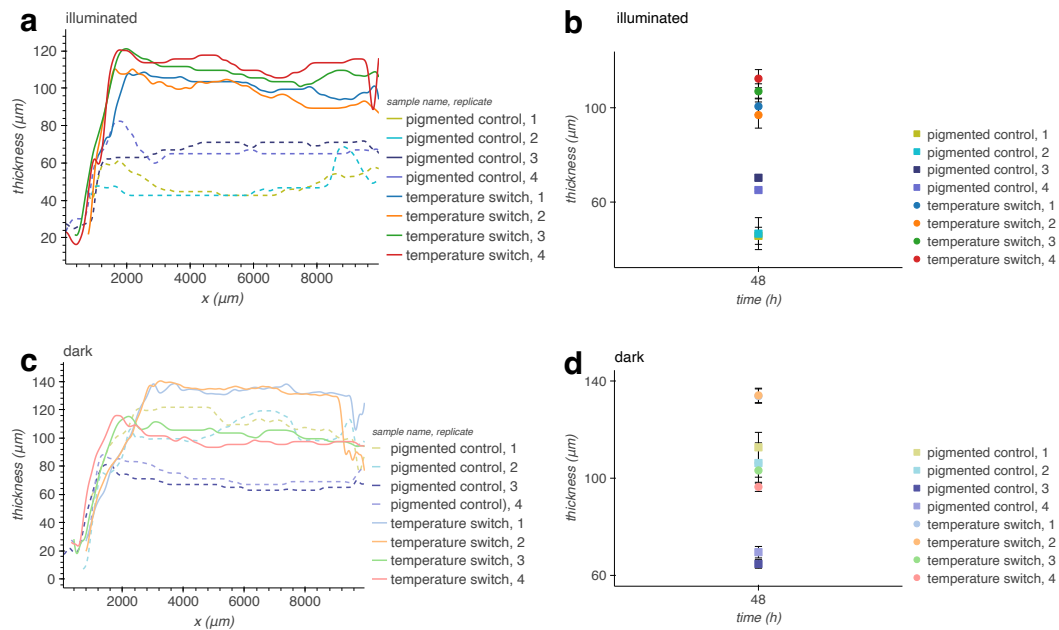 a
illuminated
120
100
80
60
40
20
thickness (µm)
2000
4000
6000
8000
x (µm)
sample name, replicate
pigmented control, 1
pigmented control, 2
pigmented control, 3
pigmented control, 4
temperature switch, 1
temperature switch, 2
temperature switch, 3
temperature switch, 4
b
illuminated
100
60
thickness (µm)
48
time (h)
pigmented control, 1
pigmented control, 2
pigmented control, 3
pigmented control, 4
temperature switch, 1
temperature switch, 2
temperature switch, 3
temperature switch, 4
c
dark
140
120
100
80
60
40
20
0
thickness (µm)
2000
4000
6000
8000
x (µm)
sample name, replicate
pigmented control, 1
pigmented control, 2
pigmented control, 3
pigmented control), 4
temperature switch, 1
temperature switch, 2
temperature switch, 3
temperature switch, 4
d
dark
140
100
60
thickness (µm)
48
time (h)
pigmented control, 1
pigmented control, 2
pigmented control, 3
pigmented control, 4
temperature switch, 1
temperature switch, 2
temperature switch, 3
temperature switch, 4